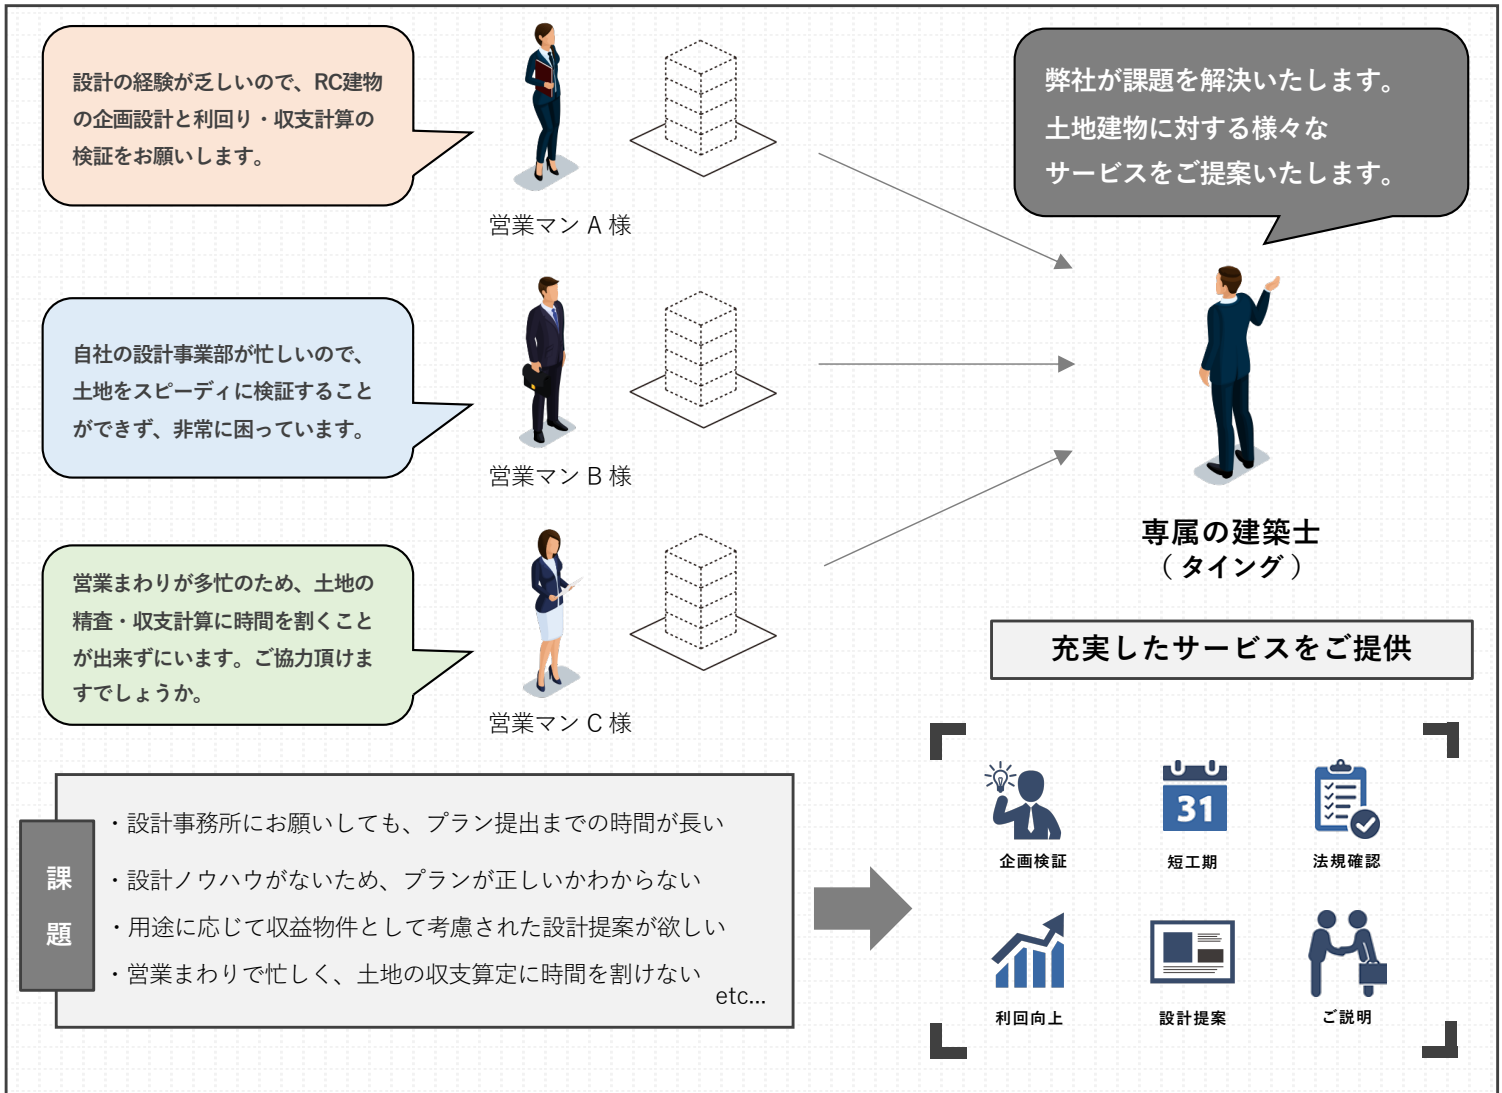 設計の経験が乏しいので、RC建物
の企画設計と利回り・収支計算の
検証をお願いします。
営業マン A 様
弊社が課題を解決いたします。
土地建物に対する様々な
サービスをご提案いたします。
自社の設計事業部が忙しいので、
土地をスピーディに検証すること
ができず、非常に困っています。
営業マン B 様
専属の建築士
（ タイング ）
営業まわりが多忙のため、土地の
精査・収支計算に時間を割くこと
が出来ずにいます。ご協力頂けま
すでしょうか。
営業マン C 様
充実したサービスをご提供
課題
・設計事務所にお願いしても、プラン提出までの時間が長い
・設計ノウハウがないため、プランが正しいかわからない
・用途に応じて収益物件として考慮された設計提案が欲しい
・営業まわりで忙しく、土地の収支算定に時間を割けない
etc...
31
企画検証
短工期
法規確認
利回向上
設計提案
ご説明